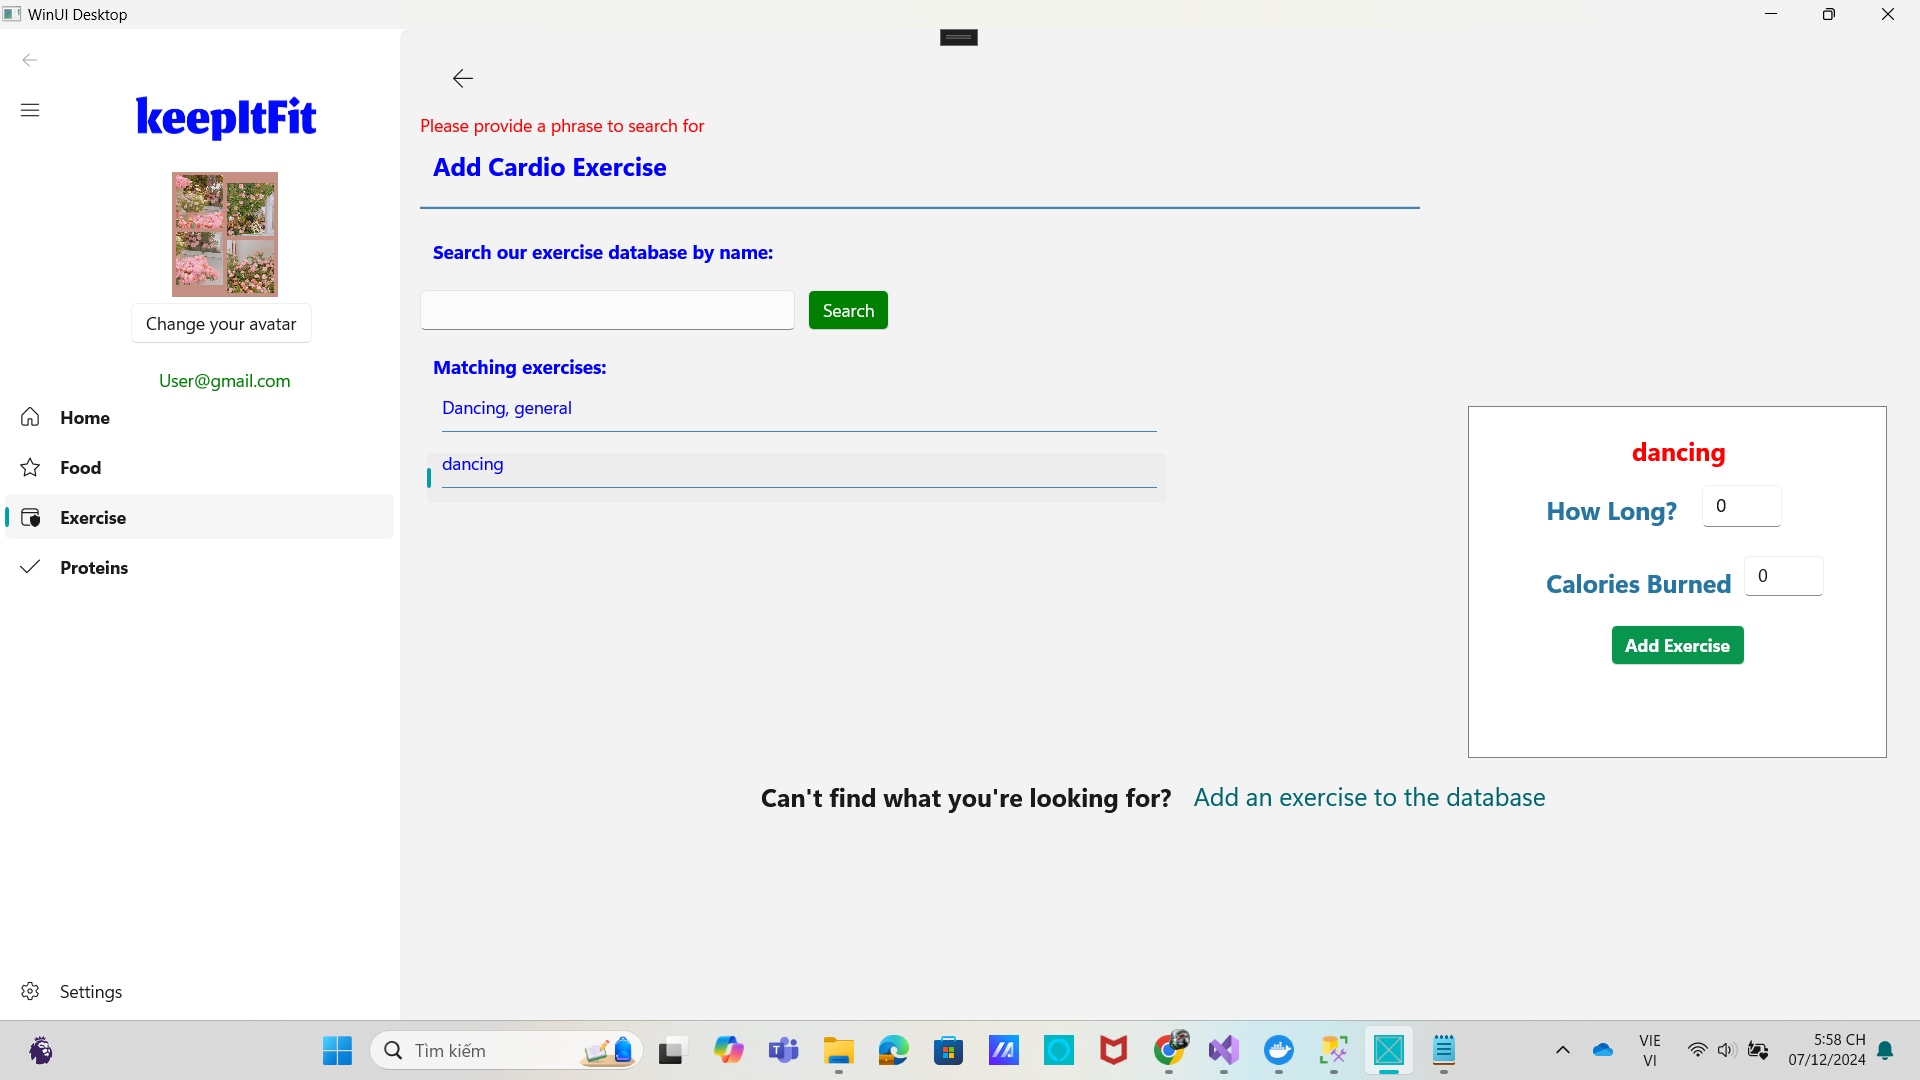 WinUI Desktop
keepItFit
Change your avatar
User@gmail.com
Home
Food
Exercise
Proteins
Settings
Please provide a phrase to search for
Add Cardio Exercise
Search our exercise database by name:
Search
Matching exercises:
Dancing, general
dancing
dancing
How Long? 0
Calories Burned 0
Add Exercise
Can't find what you're looking for? Add an exercise to the database
Tìm kiếm
VIE
VI
5:58 CH
07/12/2024